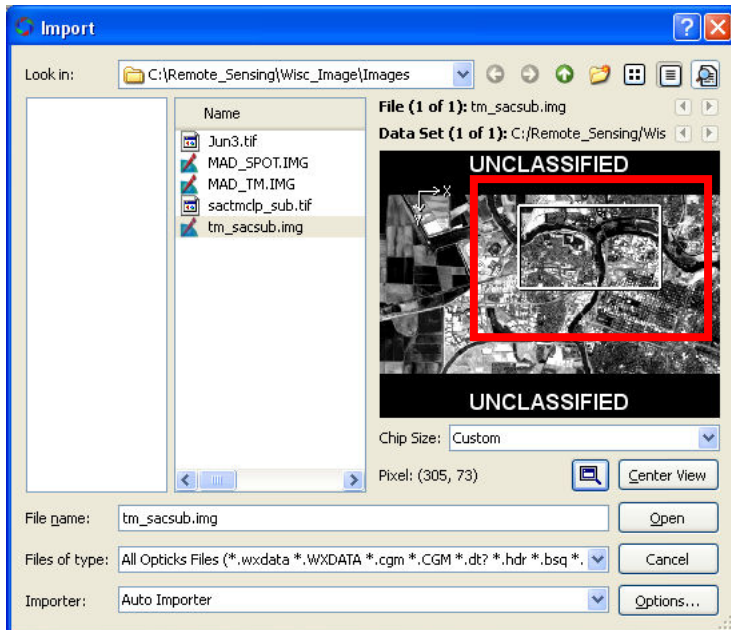 Import
Look in:
C:\Remote_Sensing\Wisc_Image\Images
Name
Jun3.tif
MAD_SPOT.IMG
MAD_TM.IMG
sactmclp_sub.tif
tm_sacsub.img
File (1 of 1): tm_sacsub.img
Data Set (1 of 1): C:/Remote_Sensing/Wis
UNCLASSIFIED
X
Y
UNCLASSIFIED
Chip Size: Custom
Pixel: (305, 73)
Center View
File name: tm_sacsub.img
Open
Files of type: All Opticks Files (*.wxdata *.WXDATA *.cgm *.CGM *.dt? *.hdr *.bsq *.
Cancel
Importer: Auto Importer
Options...